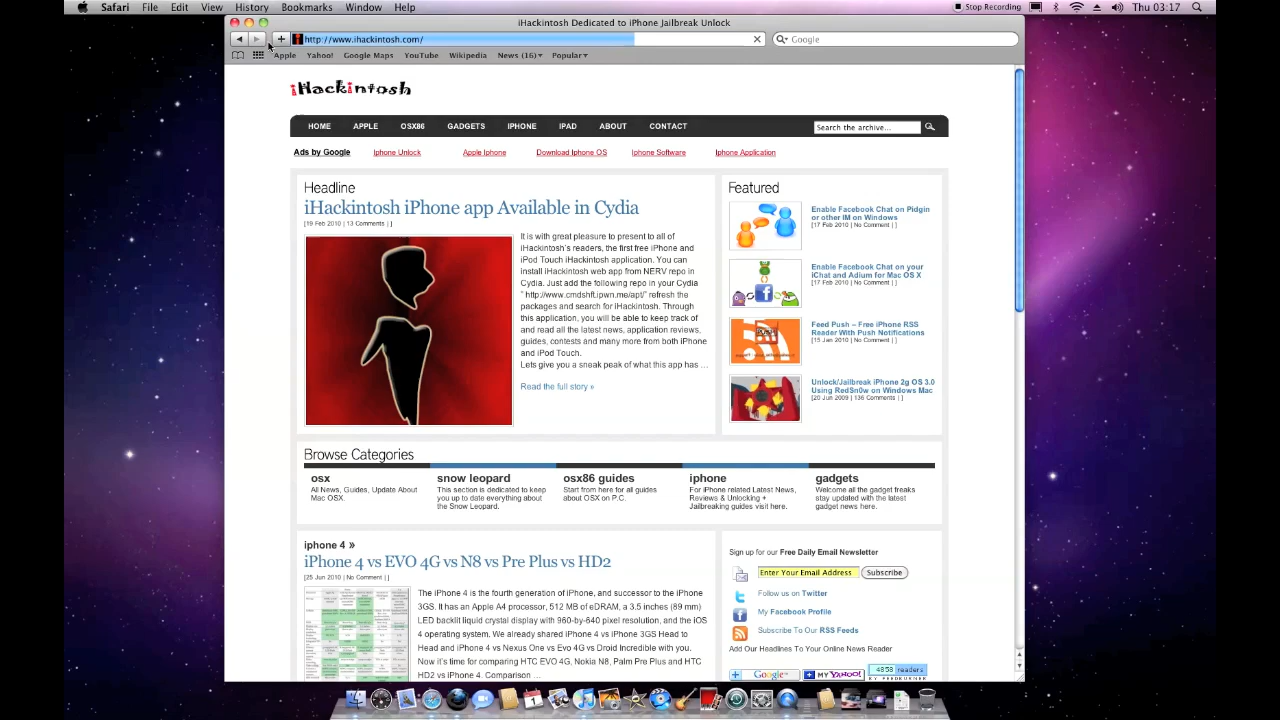 Safari File Edit View History Bookmarks Window Help
Stop Recording
Thu 03:17
iHackintosh Dedicated to iPhone Jailbreak Unlock
http://www.ihackintosh.com/
Google
Apple Yahoo! Google Maps YouTube Wikipedia News (16) Popular
iHackintosh
HOME APPLE OSX86 GADGETS IPHONE IPAD ABOUT CONTACT
Search the archive...
Ads by Google Iphone Unlock Apple Iphone Download Iphone OS Iphone Software Iphone Application
Headline
iHackintosh iPhone app Available in Cydia
[19 Feb 2010 | 13 Comments | ]
It is with great pleasure to present to all of
iHackintosh's readers, the first free iPhone and
iPod Touch iHackintosh application. You can
install iHackintosh web app from NERV repo in
Cydia. Just add the following repo in your Cydia
" http://www.cmdshft.ipwn.me/apt/" refresh the
packages and search for iHackintosh. Through
this application, you will be able to keep track of
and read all the latest news, application reviews,
guides, contests and many more from both iPhone
and iPod Touch.
Lets give you a sneak peak of what this app has ...
Read the full story »
Featured
Enable Facebook Chat on Pidgin
or other IM on Windows
[17 Feb 2010 | No Comment | ]
Enable Facebook Chat on your
iChat and Adium for Mac OS X
[17 Feb 2010 | No Comment | ]
Feed Push – Free iPhone RSS
Reader With Push Notifications
[15 Jan 2010 | No Comment | ]
Unlock/Jailbreak iPhone 2g OS 3.0
Using RedSn0w on Windows Mac
[20 Jun 2009 | 136 Comments | ]
Browse Categories
osx
All News, Guides, Update About
Mac OSX.
snow leopard
This section is dedicated to keep
you up to date everything about
the Snow Leopard.
osx86 guides
Start from here for all guides
about OSX on P.C.
iphone
For iPhone related Latest News,
Reviews & Unlocking +
Jailbreaking guides visit here.
gadgets
Welcome all the gadget freaks
stay updated with the latest
gadget news here.
iphone 4 »
iPhone 4 vs EVO 4G vs N8 vs Pre Plus vs HD2
[25 Jun 2010 | No Comment | ]
The iPhone 4 is the fourth generation of iPhone, and successor to the iPhone
3GS. It has an Apple A4 processor, 512 MB of eDRAM, a 3.5 inches (89 mm)
LED backlit liquid crystal display with 960-by-640 pixel resolution, and the iOS
4 operating system. We already shared iPhone 4 vs iPhone 3GS Head to
Head and iPhone 4 vs Nexus One vs Evo 4G vs Droid Incredible with you.
Now it's time for HTC EVO 4G, Nokia
HD2 vs iPhone 4. Comparison ...
Sign up for our Free Daily Email Newsletter
Enter Your Email Address Subscribe
Follow us on Twitter
My Facebook Profile
Subscribe To Our RSS Feeds
Add Our Headlines To Your Online News Reader
Google
MY YAHOO!
4858 readers
BY FEEDBURNER